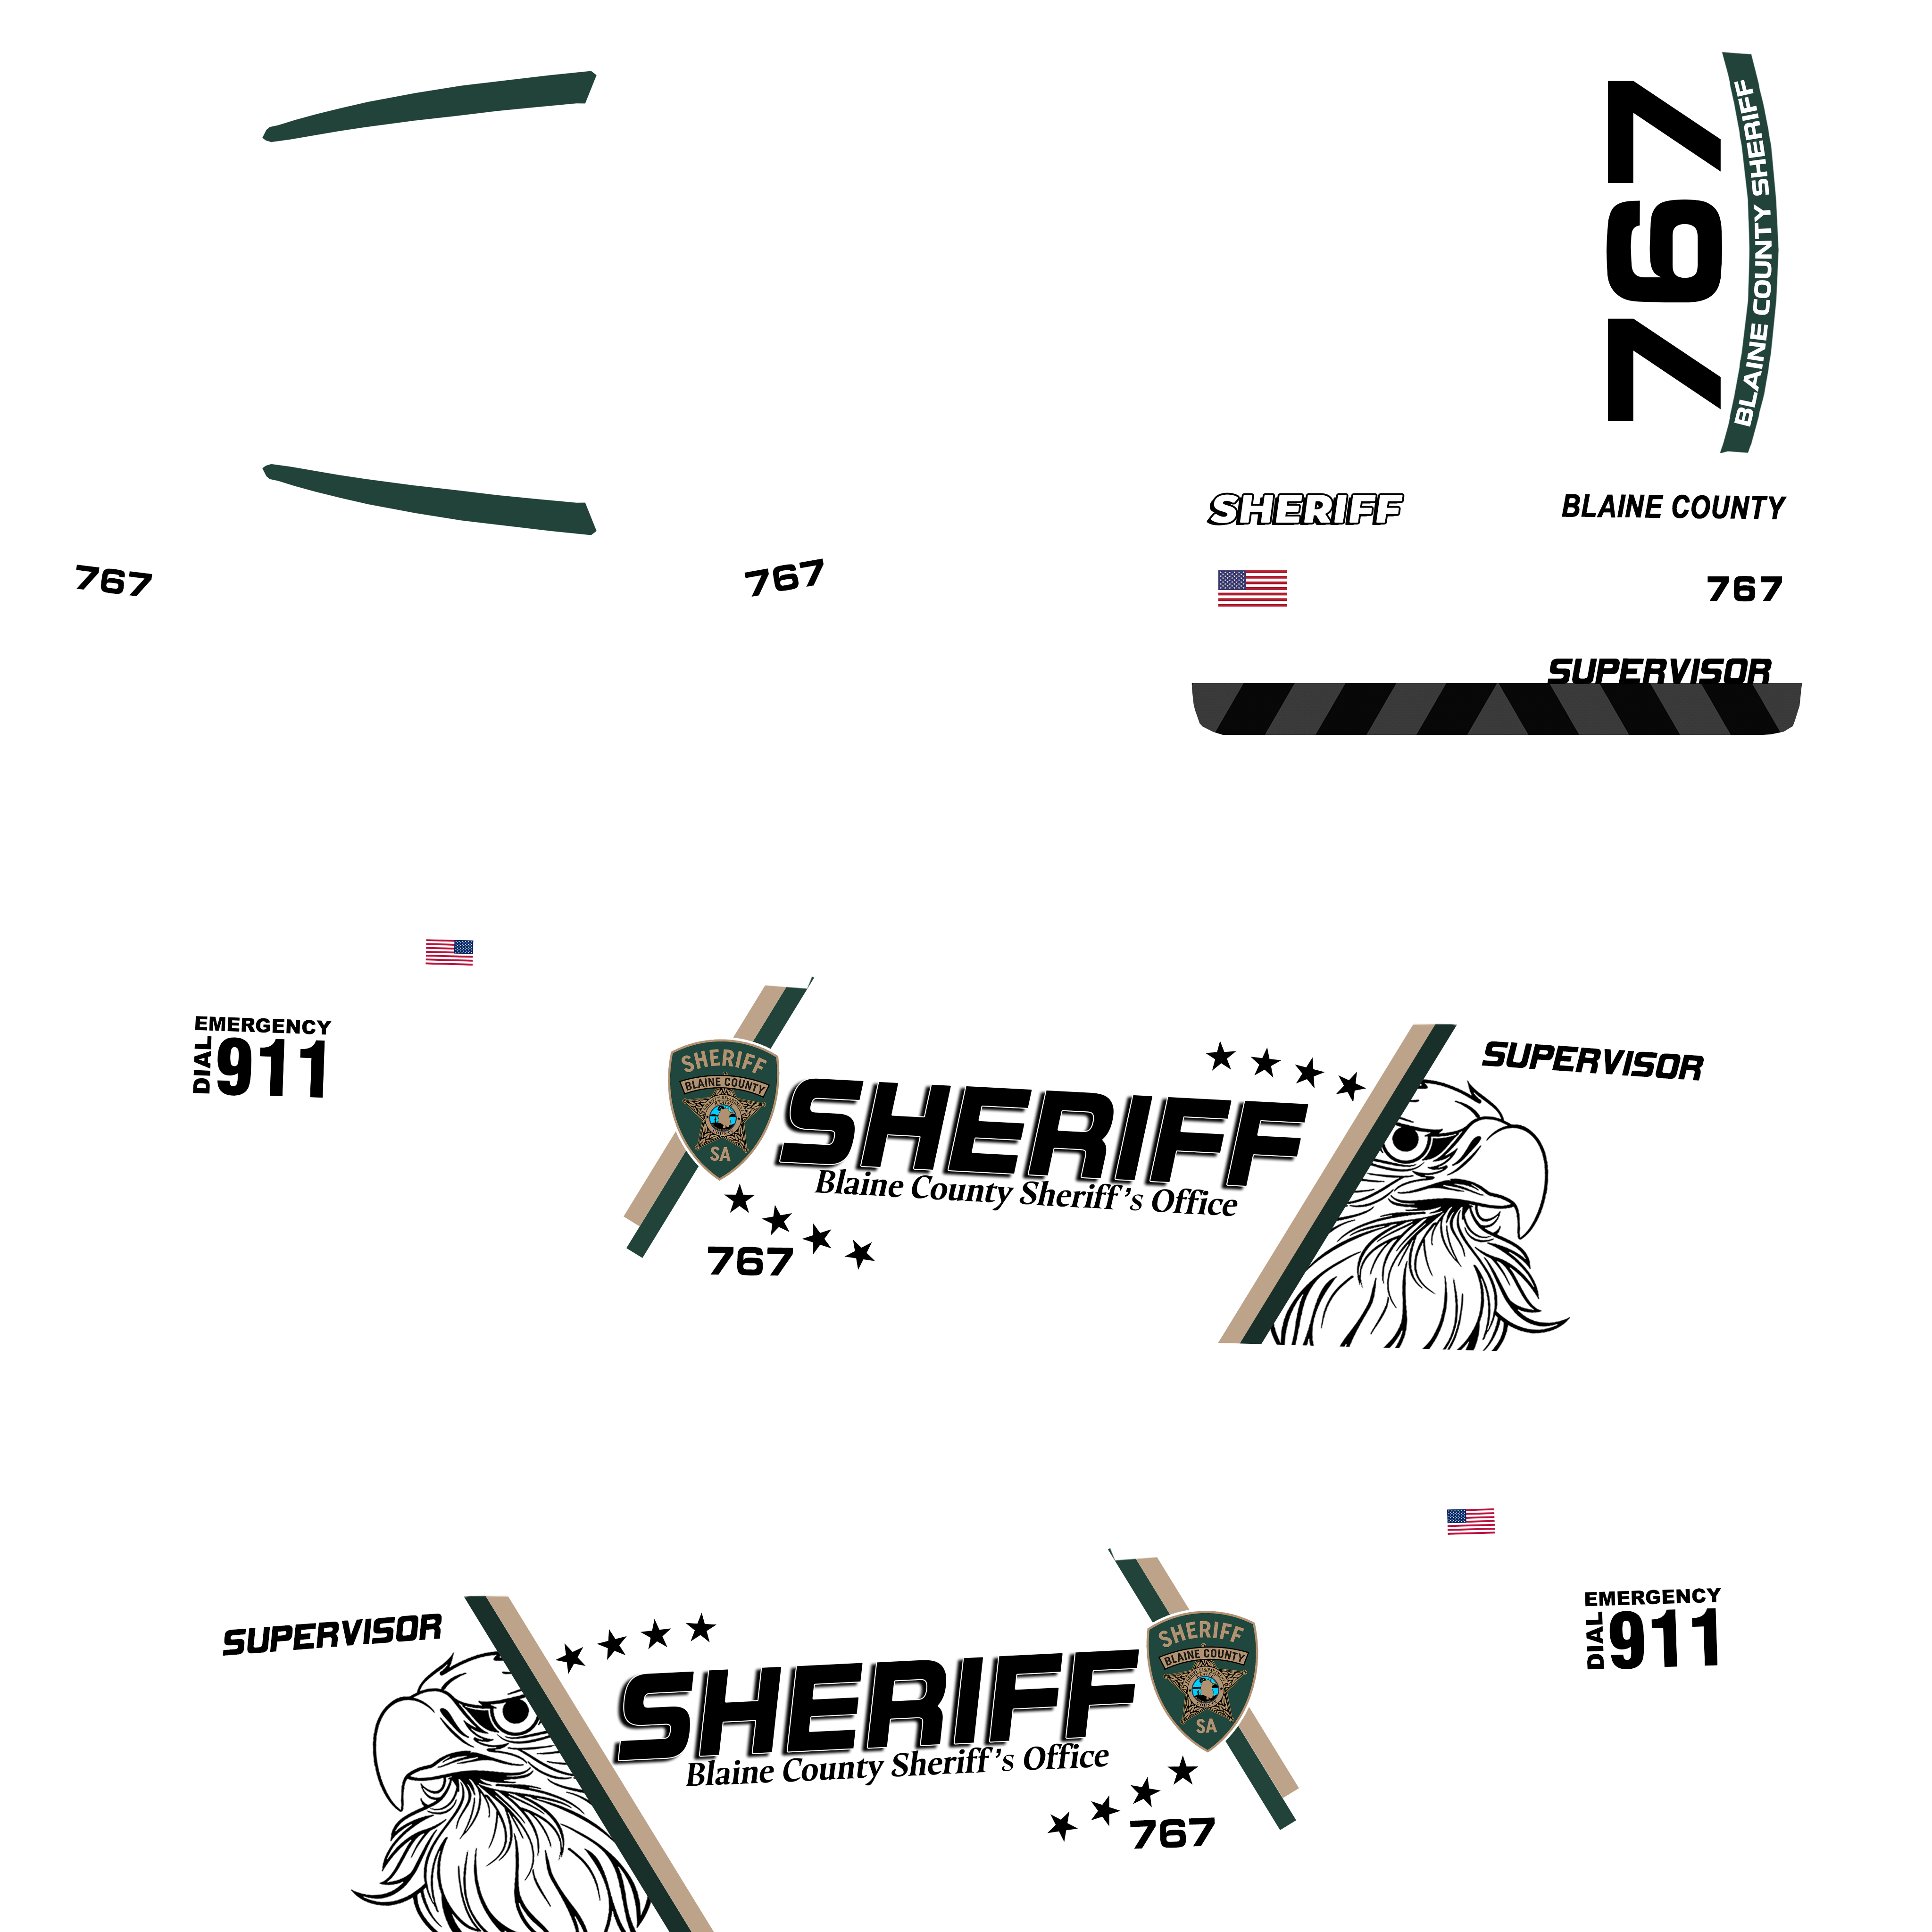 767
BLAINE COUNTY SHERIFF
SHERIFF
BLAINE COUNTY
767
767
767
SUPERVISOR
EMERGENCY
DIAL
911
SHERIFF
BLAINE COUNTY
SA
SHERIFF
Blaine County Sheriff's Office
767
SUPERVISOR
SUPERVISOR
SHERIFF
Blaine County Sheriff's Office
SHERIFF
BLAINE COUNTY
SA
767
EMERGENCY
DIAL
911